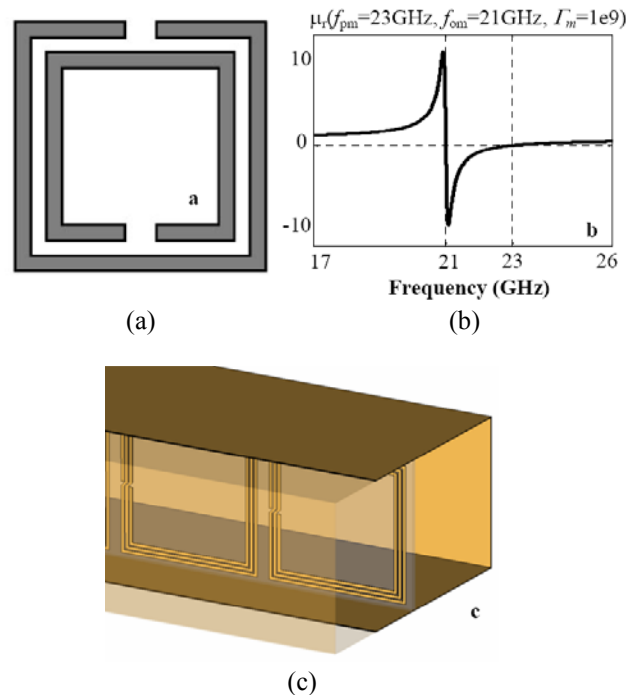 a
μr(fpm=23GHz, fom=21GHz, Γm=1e9)
10
0
-10
b
17 21 23 26
Frequency (GHz)
(a) (b)
c
(c)